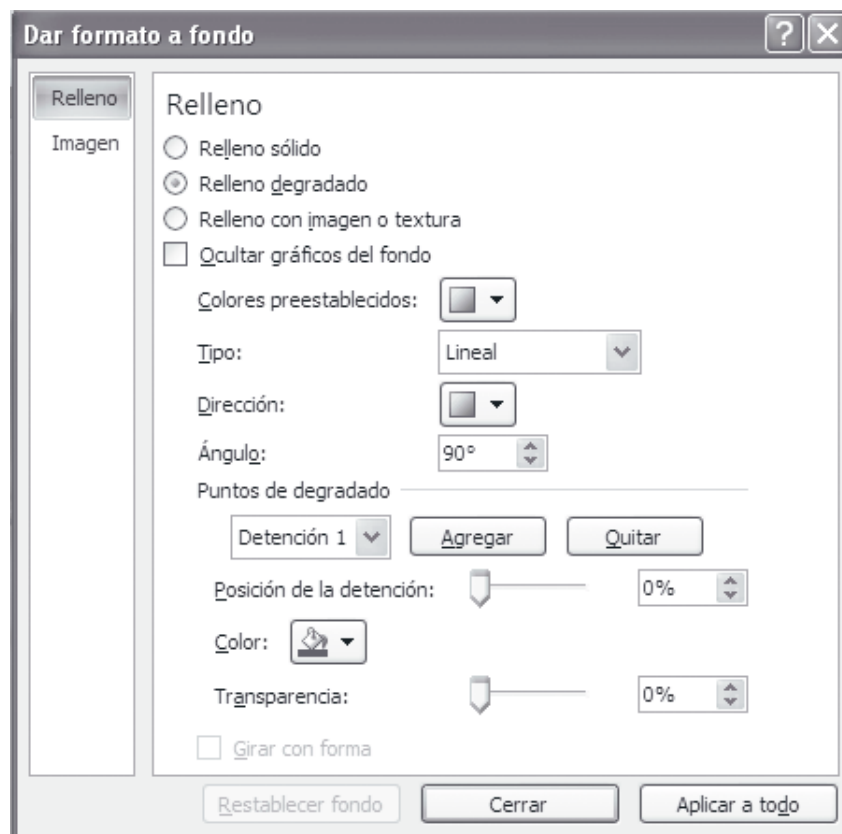 Dar formato a fondo
Relleno
Imagen
Relleno
Relleno sólido
Relleno degradado
Relleno con imagen o textura
Ocultar gráficos del fondo
Colores preestablecidos:
Tipo: Lineal
Dirección:
Ángulo: 90°
Puntos de degradado
Detención 1 Agregar Quitar
Posición de la detención: 0%
Color:
Transparencia: 0%
Girar con forma
Restablecer fondo Cerrar Aplicar a todo